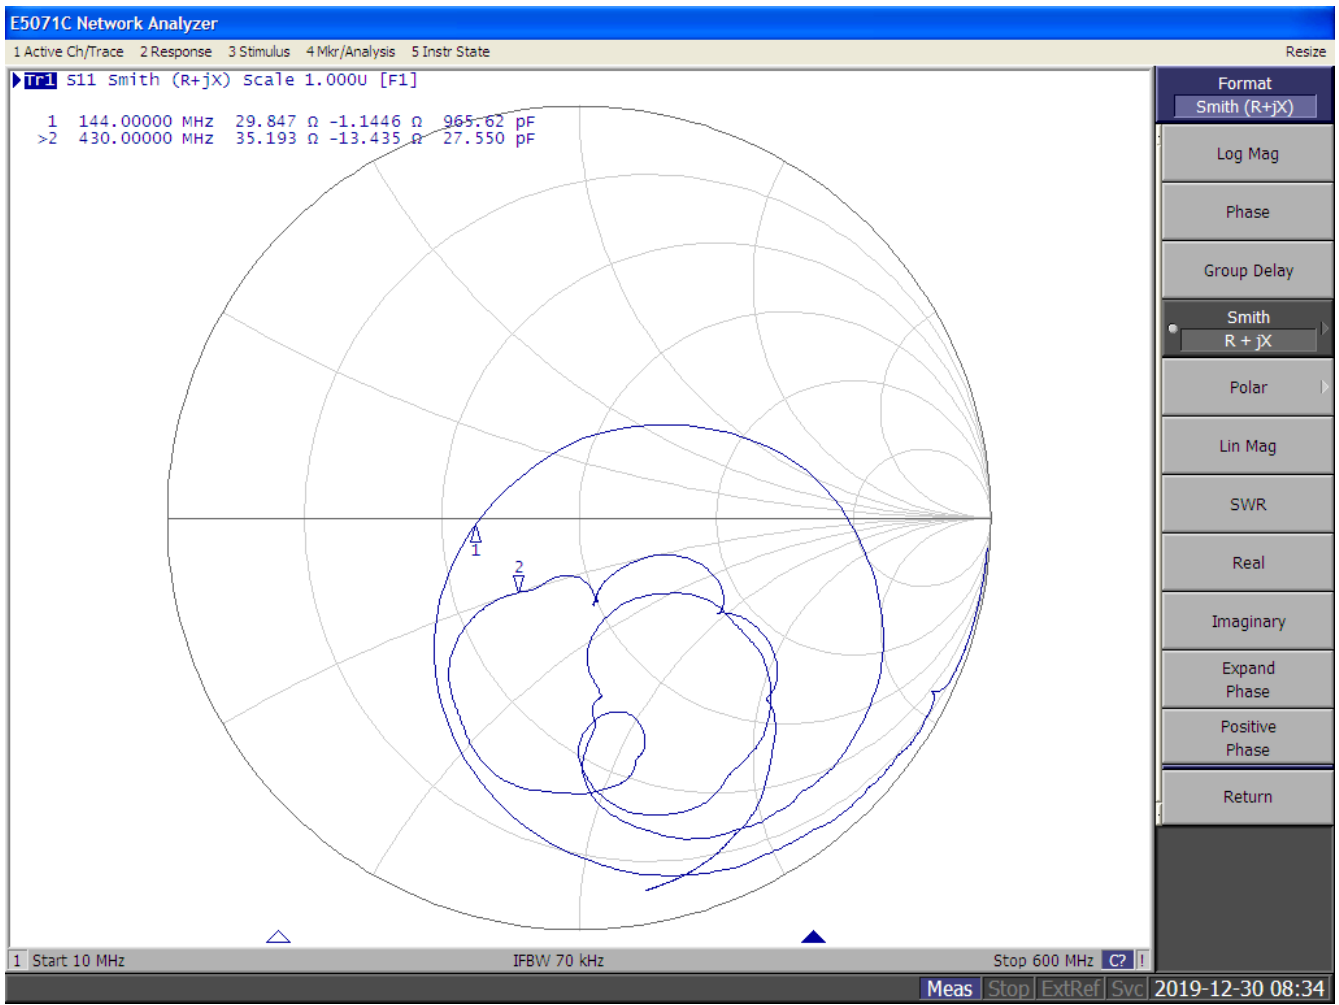 E5071C Network Analyzer
1 Active Ch/Trace 2 Response 3 Stimulus 4 Mkr/Analysis 5 Instr State Resize
Tr1 S11 Smith (R+jX) Scale 1.000U [F1]
1 144.00000 MHz 29.847 Ω -1.1446 Ω 965.62 pF
>2 430.00000 MHz 35.193 Ω -13.435 Ω 27.550 pF
1
2
Format
Smith (R+jX)
Log Mag
Phase
Group Delay
Smith
R + jX
Polar
Lin Mag
SWR
Real
Imaginary
Expand
Phase
Positive
Phase
Return
1 Start 10 MHz IFBW 70 kHz Stop 600 MHz C? !
Meas Stop ExtRef Svc 2019-12-30 08:34